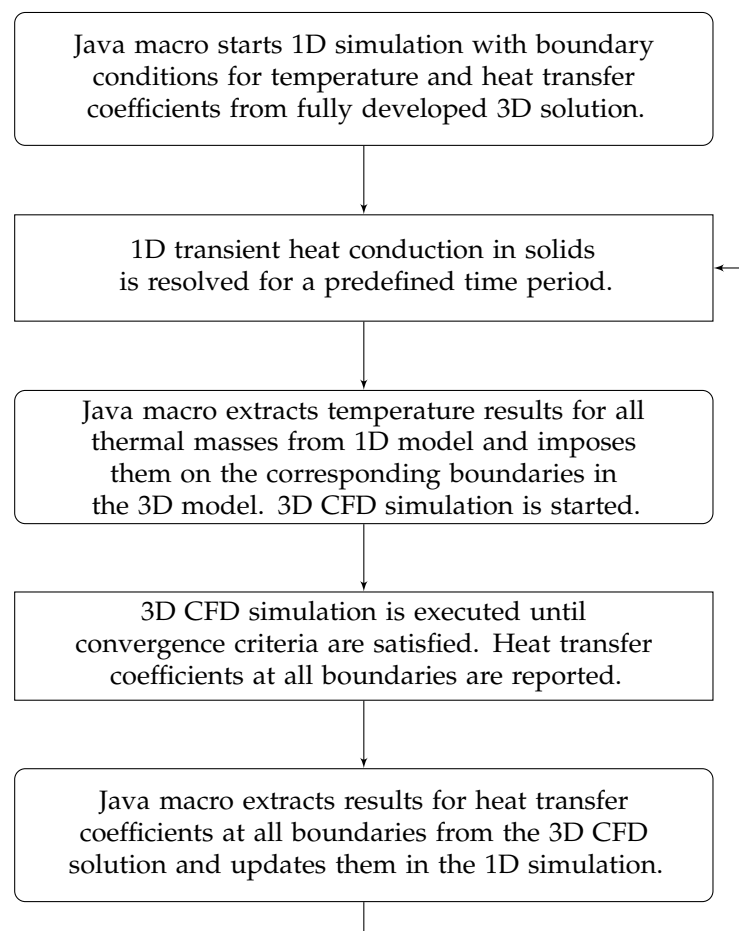 Java macro starts 1D simulation with boundary
conditions for temperature and heat transfer
coefficients from fully developed 3D solution.
1D transient heat conduction in solids
is resolved for a predefined time period.
Java macro extracts temperature results for all
thermal masses from 1D model and imposes
them on the corresponding boundaries in
the 3D model. 3D CFD simulation is started.
3D CFD simulation is executed until
convergence criteria are satisfied. Heat transfer
coefficients at all boundaries are reported.
Java macro extracts results for heat transfer
coefficients at all boundaries from the 3D CFD
solution and updates them in the 1D simulation.